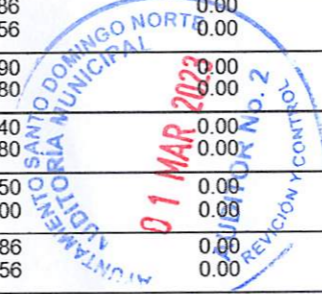 86 0.00
56 0.00
90 0.00
80 0.00
40 0.00
80 0.00
50 0.00
00 0.00
86 0.00
56 0.00
AYUNTAMIENTO SANTO DOMINGO NORTE
AUDITORÍA MUNICIPAL
01 MAR 2023
AUDITOR No. 2
REVICIÓN Y CONTROL